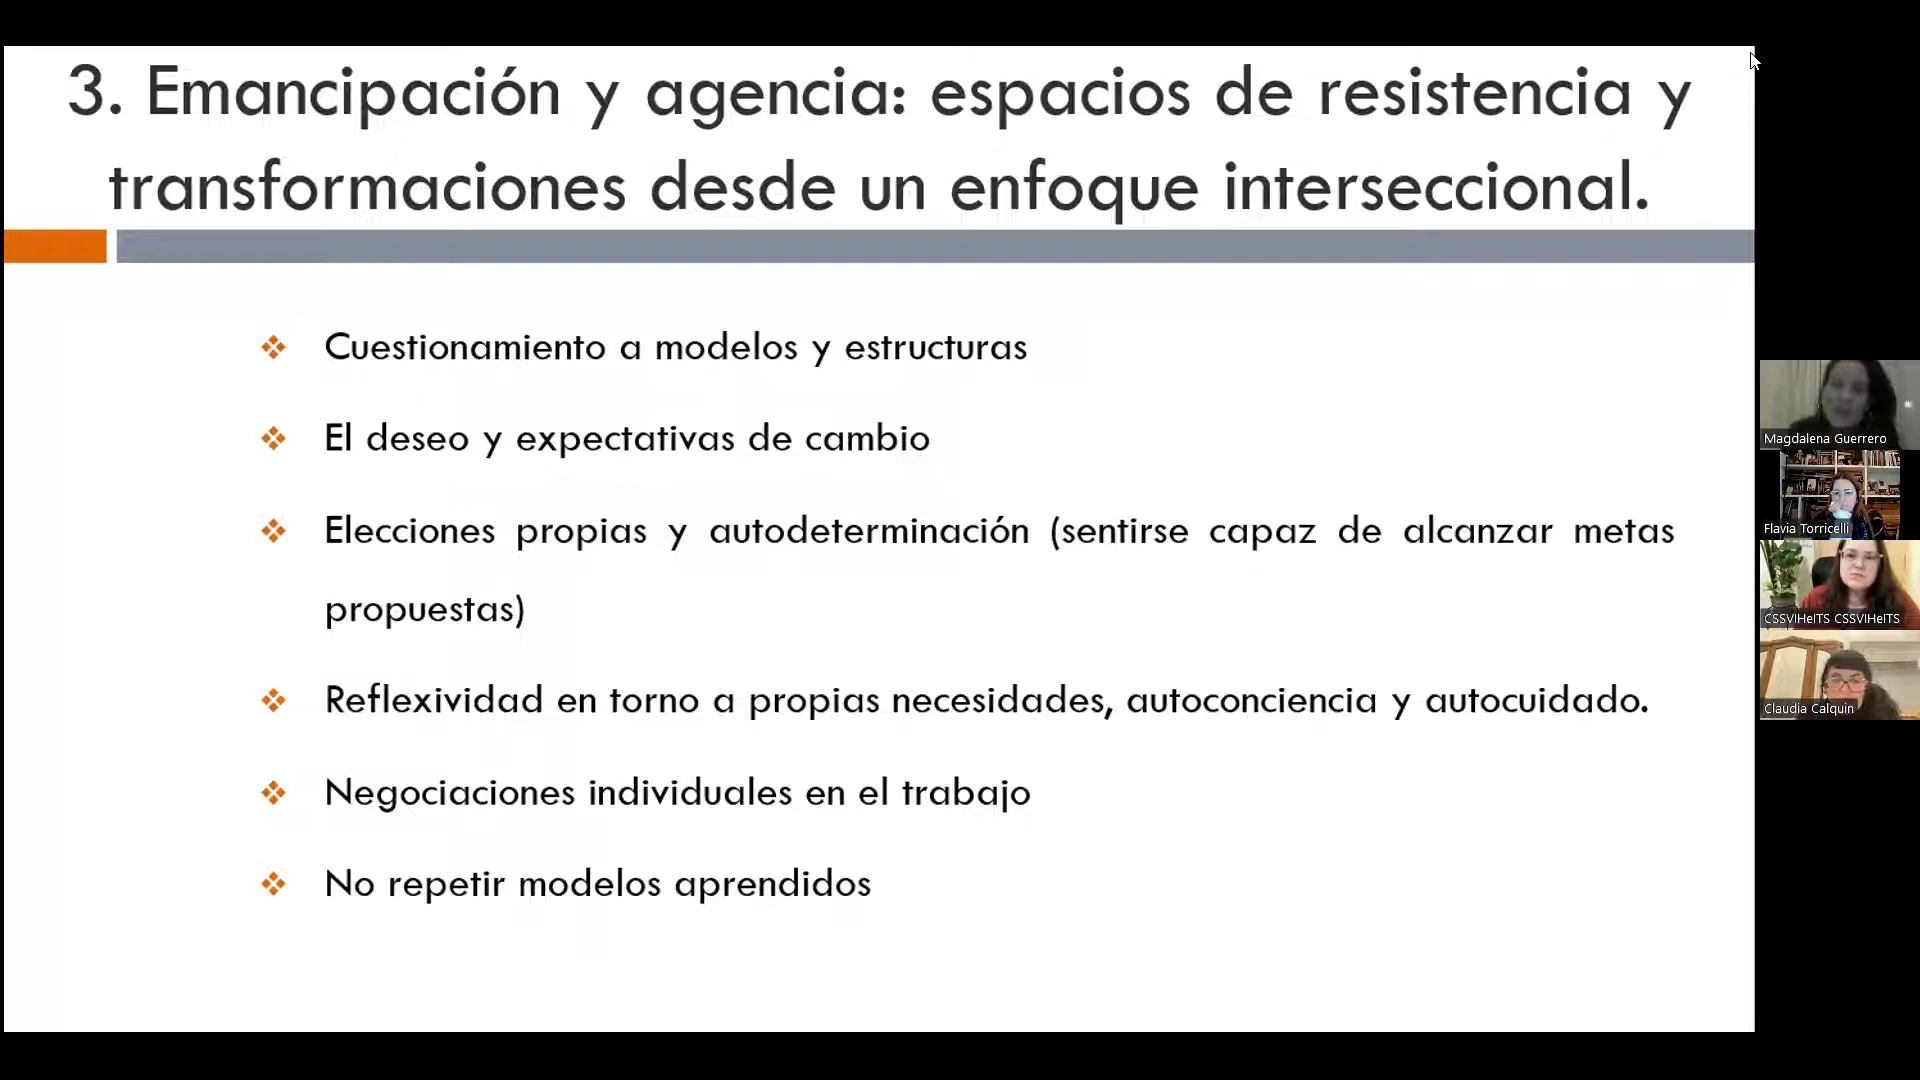 3. Emancipación y agencia: espacios de resistencia y
transformaciones desde un enfoque interseccional.
Cuestionamiento a modelos y estructuras
El deseo y expectativas de cambio
Elecciones propias y autodeterminación (sentirse capaz de alcanzar metas
propuestas)
Reflexividad en torno a propias necesidades, autoconciencia y autocuidado.
Negociaciones individuales en el trabajo
No repetir modelos aprendidos
Magdalena Guerrero
Flavia Torricelli
CSSVIHeITS CSSVIHeITS
Claudia Calquin